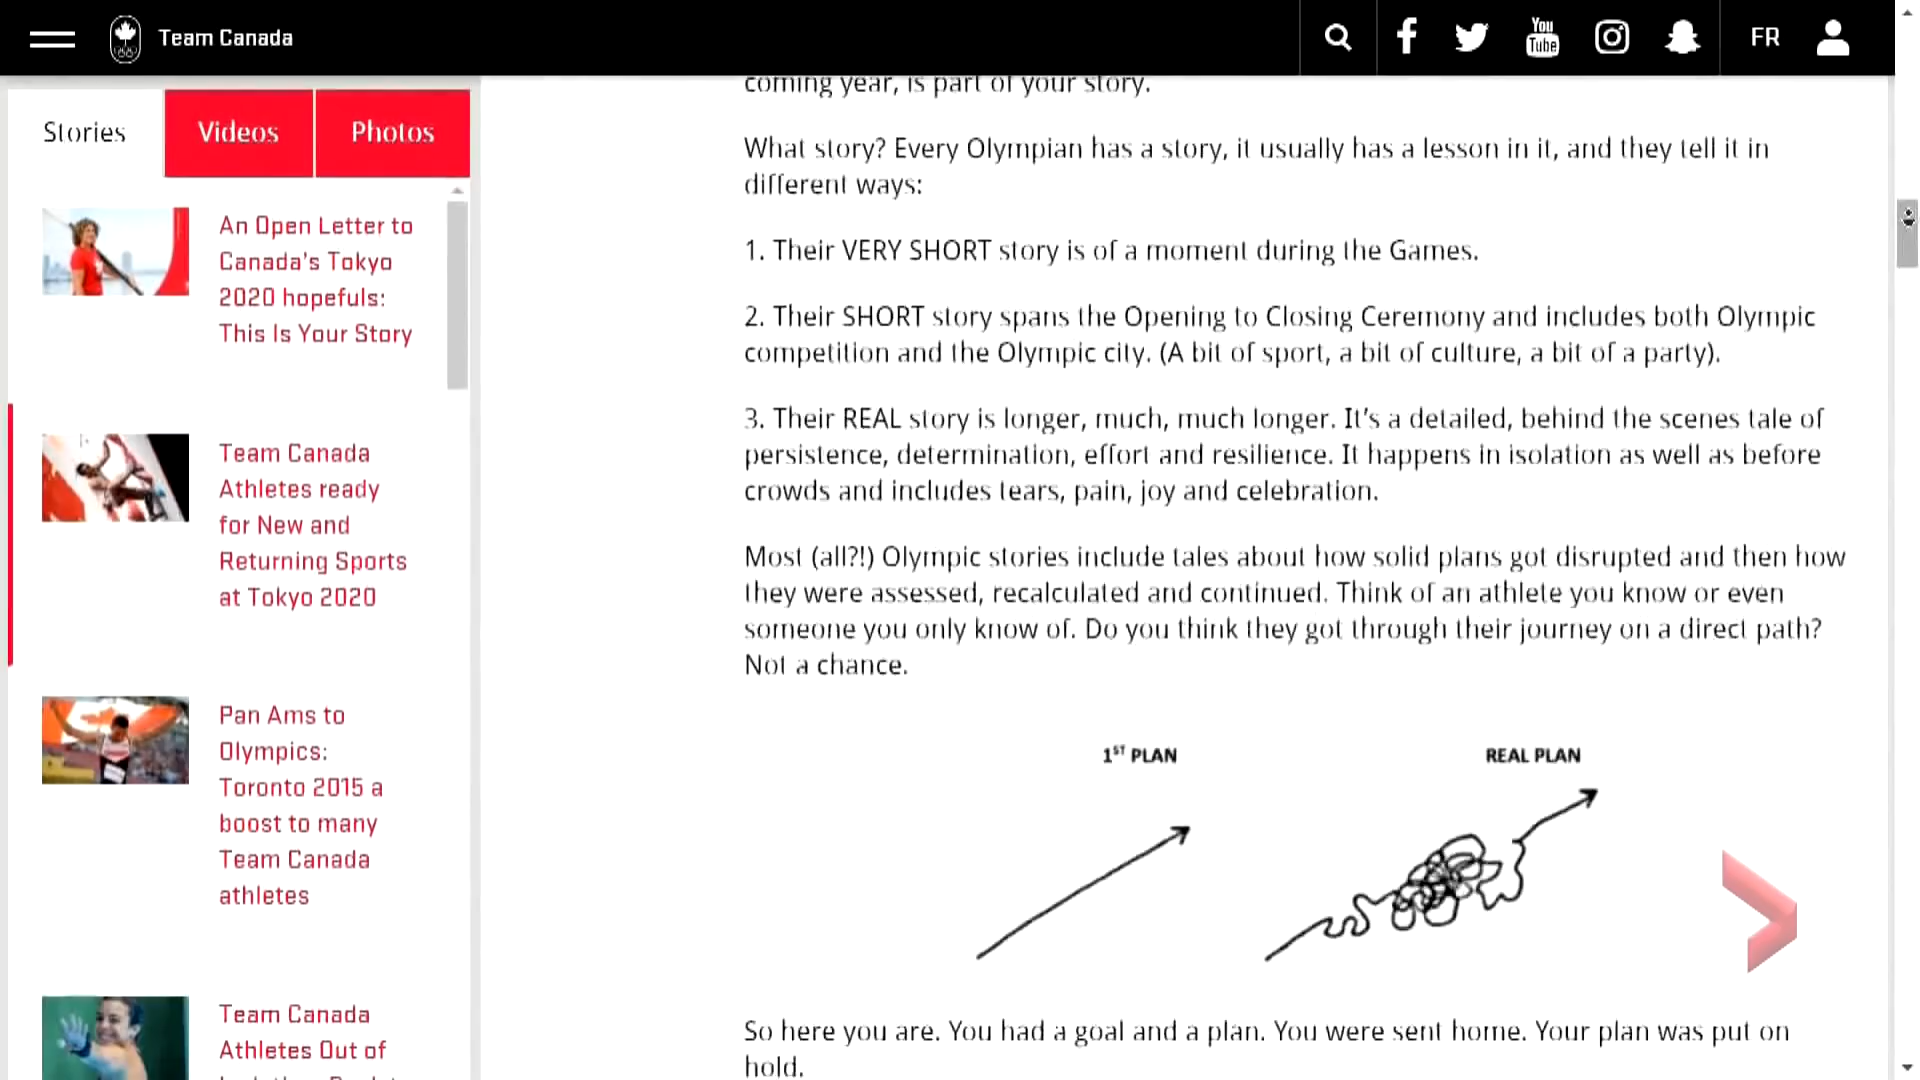 Team Canada
You
Tube
FR
Stories
Videos
Photos
An Open Letter to
Canada's Tokyo
2020 hopefuls:
This Is Your Story
Team Canada
Athletes ready
for New and
Returning Sports
at Tokyo 2020
Pan Ams to
Olympics:
Toronto 2015 a
boost to many
Team Canada
athletes
Team Canada
Athletes Out of
coming year, is part of your story.
What story? Every Olympian has a story, it usually has a lesson in it, and they tell it in
different ways:
1. Their VERY SHORT story is of a moment during the Games.
2. Their SHORT story spans the Opening to Closing Ceremony and includes both Olympic
competition and the Olympic city. (A bit of sport, a bit of culture, a bit of a party).
3. Their REAL story is longer, much, much longer. It's a detailed, behind the scenes tale of
persistence, determination, effort and resilience. It happens in isolation as well as before
crowds and includes tears, pain, joy and celebration.
Most (all?!) Olympic stories include tales about how solid plans got disrupted and then how
they were assessed, recalculated and continued. Think of an athlete you know or even
someone you only know of. Do you think they got through their journey on a direct path?
Not a chance.
1ST PLAN
REAL PLAN
So here you are. You had a goal and a plan. You were sent home. Your plan was put on
hold.